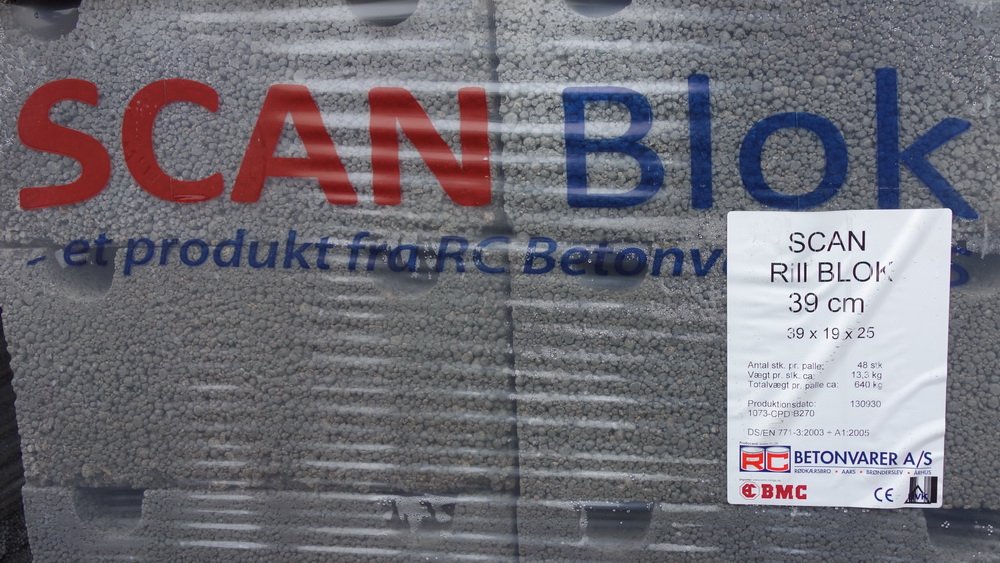 SCAN Blok
- et produkt fra RC Betonv
SCAN
Rill BLOK
39 cm
39 x 19 x 25
Antal stk. pr. palle: 48 stk
Vægt pr. stk. ca: 13,3 kg
Totalvægt pr. palle ca: 640 kg
Produktionsdato: 130930
1073-CPD B270
DS/EN 771-3:2003 + A1:2005
RC BETONVARER A/S
RØDKÆRSBRO • AARS • BRØNDERSLEV • AARHUS
BMC
CE VK